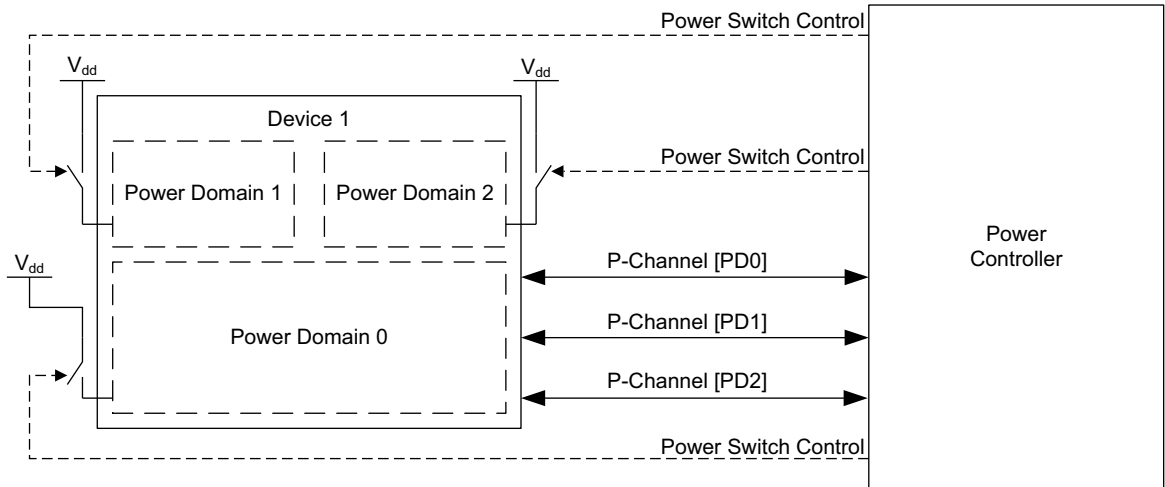 Power Switch Control
Vdd
Vdd
Device 1
Power Switch Control
Power Domain 1
Power Domain 2
Power
Controller
Vdd
P-Channel [PD0]
Power Domain 0
P-Channel [PD1]
P-Channel [PD2]
Power Switch Control